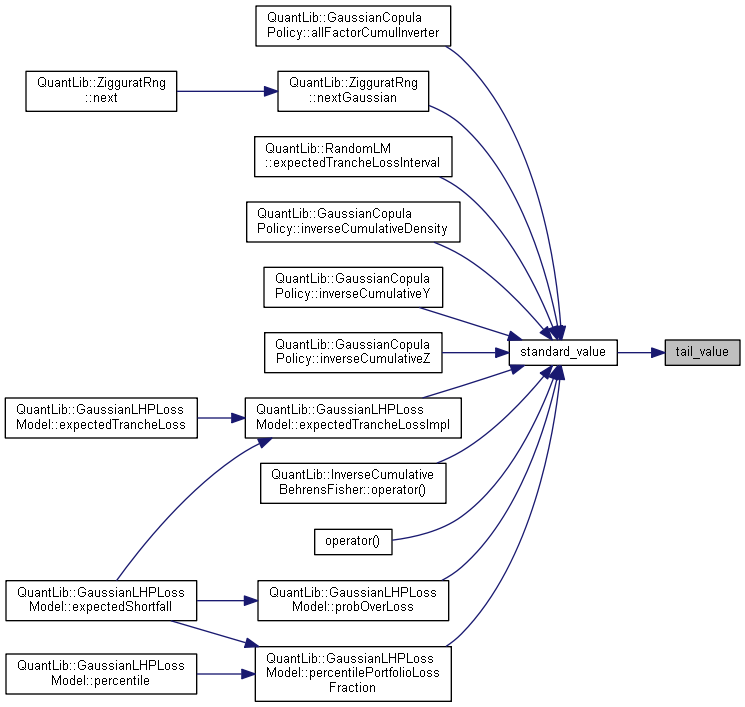 QuantLib::GaussianCopula
Policy::allFactorCumulInverter
QuantLib::ZigguratRng
::next
QuantLib::ZigguratRng
::nextGaussian
QuantLib::RandomLM
::expectedTrancheLossInterval
QuantLib::GaussianCopula
Policy::inverseCumulativeDensity
QuantLib::GaussianCopula
Policy::inverseCumulativeY
QuantLib::GaussianCopula
Policy::inverseCumulativeZ
standard_value
tail_value
QuantLib::GaussianLHPLoss
Model::expectedTrancheLoss
QuantLib::GaussianLHPLoss
Model::expectedTrancheLossImpl
QuantLib::InverseCumulative
BehrensFisher::operator()
operator()
QuantLib::GaussianLHPLoss
Model::expectedShortfall
QuantLib::GaussianLHPLoss
Model::probOverLoss
QuantLib::GaussianLHPLoss
Model::percentile
QuantLib::GaussianLHPLoss
Model::percentilePortfolioLoss
Fraction